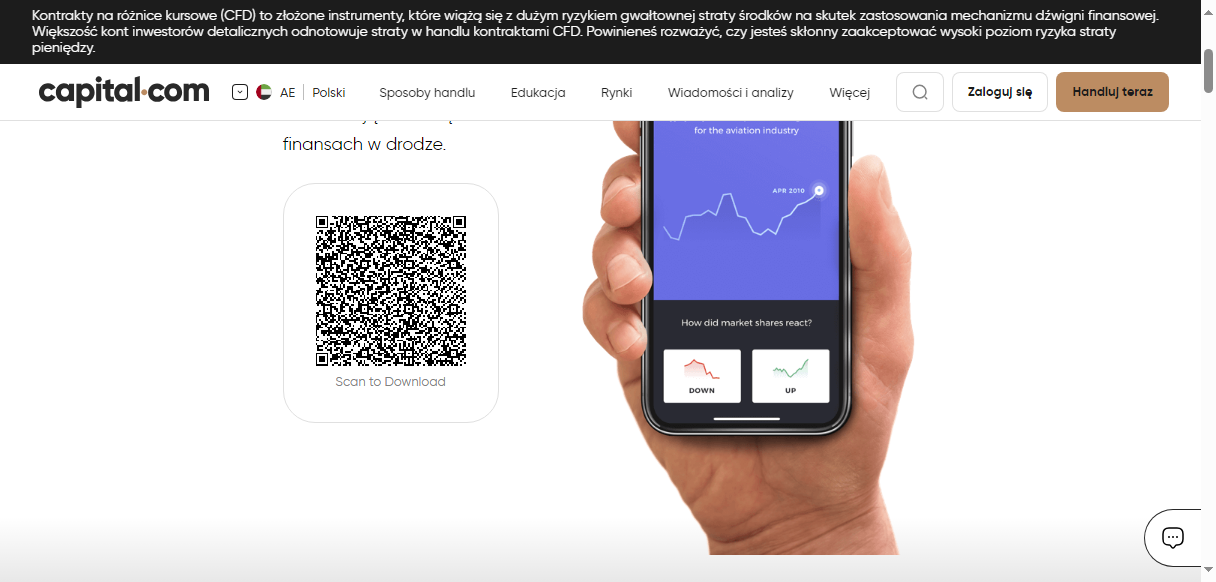 Kontrakty na różnice kursowe (CFD) to złożone instrumenty, które wiążą się z dużym ryzykiem gwałtownej straty środków na skutek zastosowania mechanizmu dźwigni finansowej.
Większość kont inwestorów detalicznych odnotowuje straty w handlu kontraktami CFD. Powinieneś rozważyć, czy jesteś skłonny zaakceptować wysoki poziom ryzyka straty
pieniędzy.
capital.com AE Polski Sposoby handlu Edukacja Rynki Wiadomości i analizy Więcej Zaloguj się Handluj teraz
finansach w drodze.
Scan to Download
for the aviation industry
APR 2010
How did market shares react?
DOWN UP